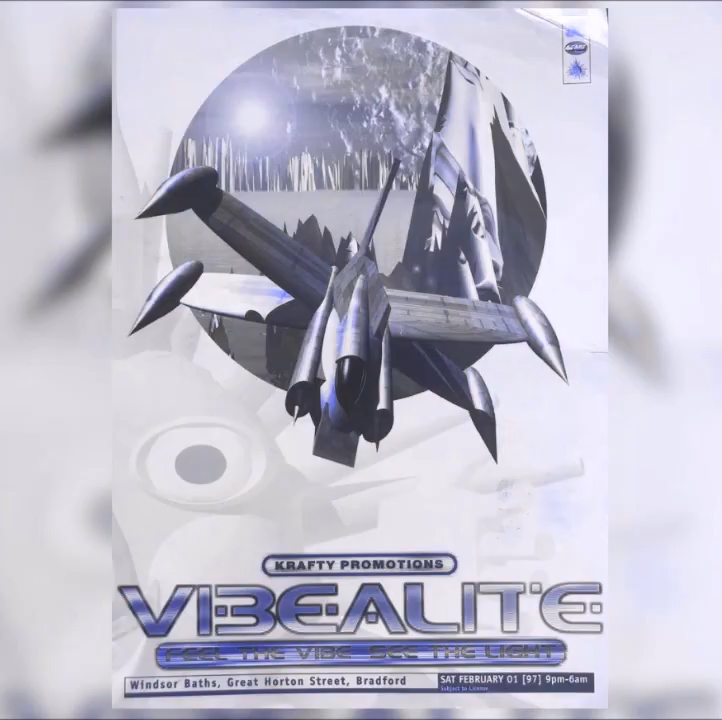 KRAFTY PROMOTIONS
VIBEALITE
FEEL THE VIBE SEE THE LIGHT
Windsor Baths, Great Horton Street, Bradford
SAT FEBRUARY 01 [97] 9pm-6am
Subject to License